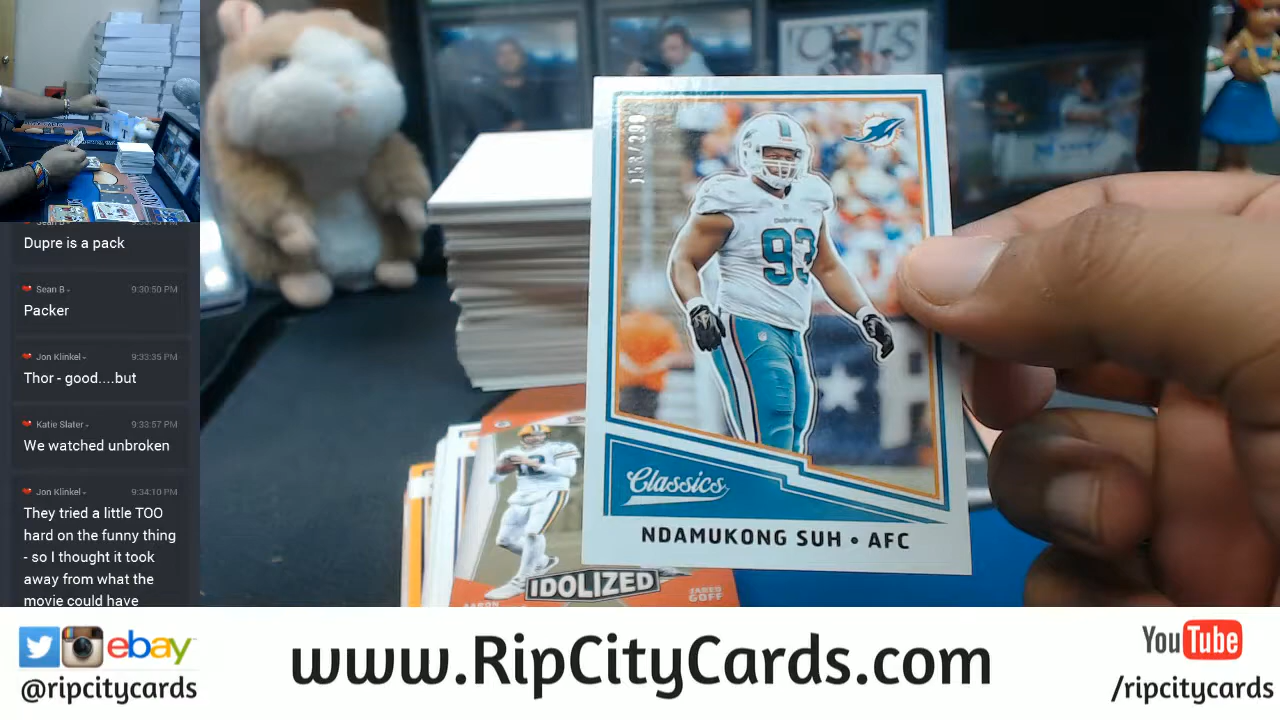 Dupre is a pack
Sean B
9:30:50 PM
Packer
Jon Klinkel
9:33:35 PM
Thor - good....but
Katie Slater
9:33:57 PM
We watched unbroken
Jon Klinkel
9:34:10 PM
They tried a little TOO
hard on the funny thing
- so I thought it took
away from what the
movie could have
Dolphins
93
Classics
NDAMUKONG SUH • AFC
12
IDOLIZED
AARON
JARED
GOFF
ebay
@ripcitycards
www.RipCityCards.com
YouTube
/ripcitycards